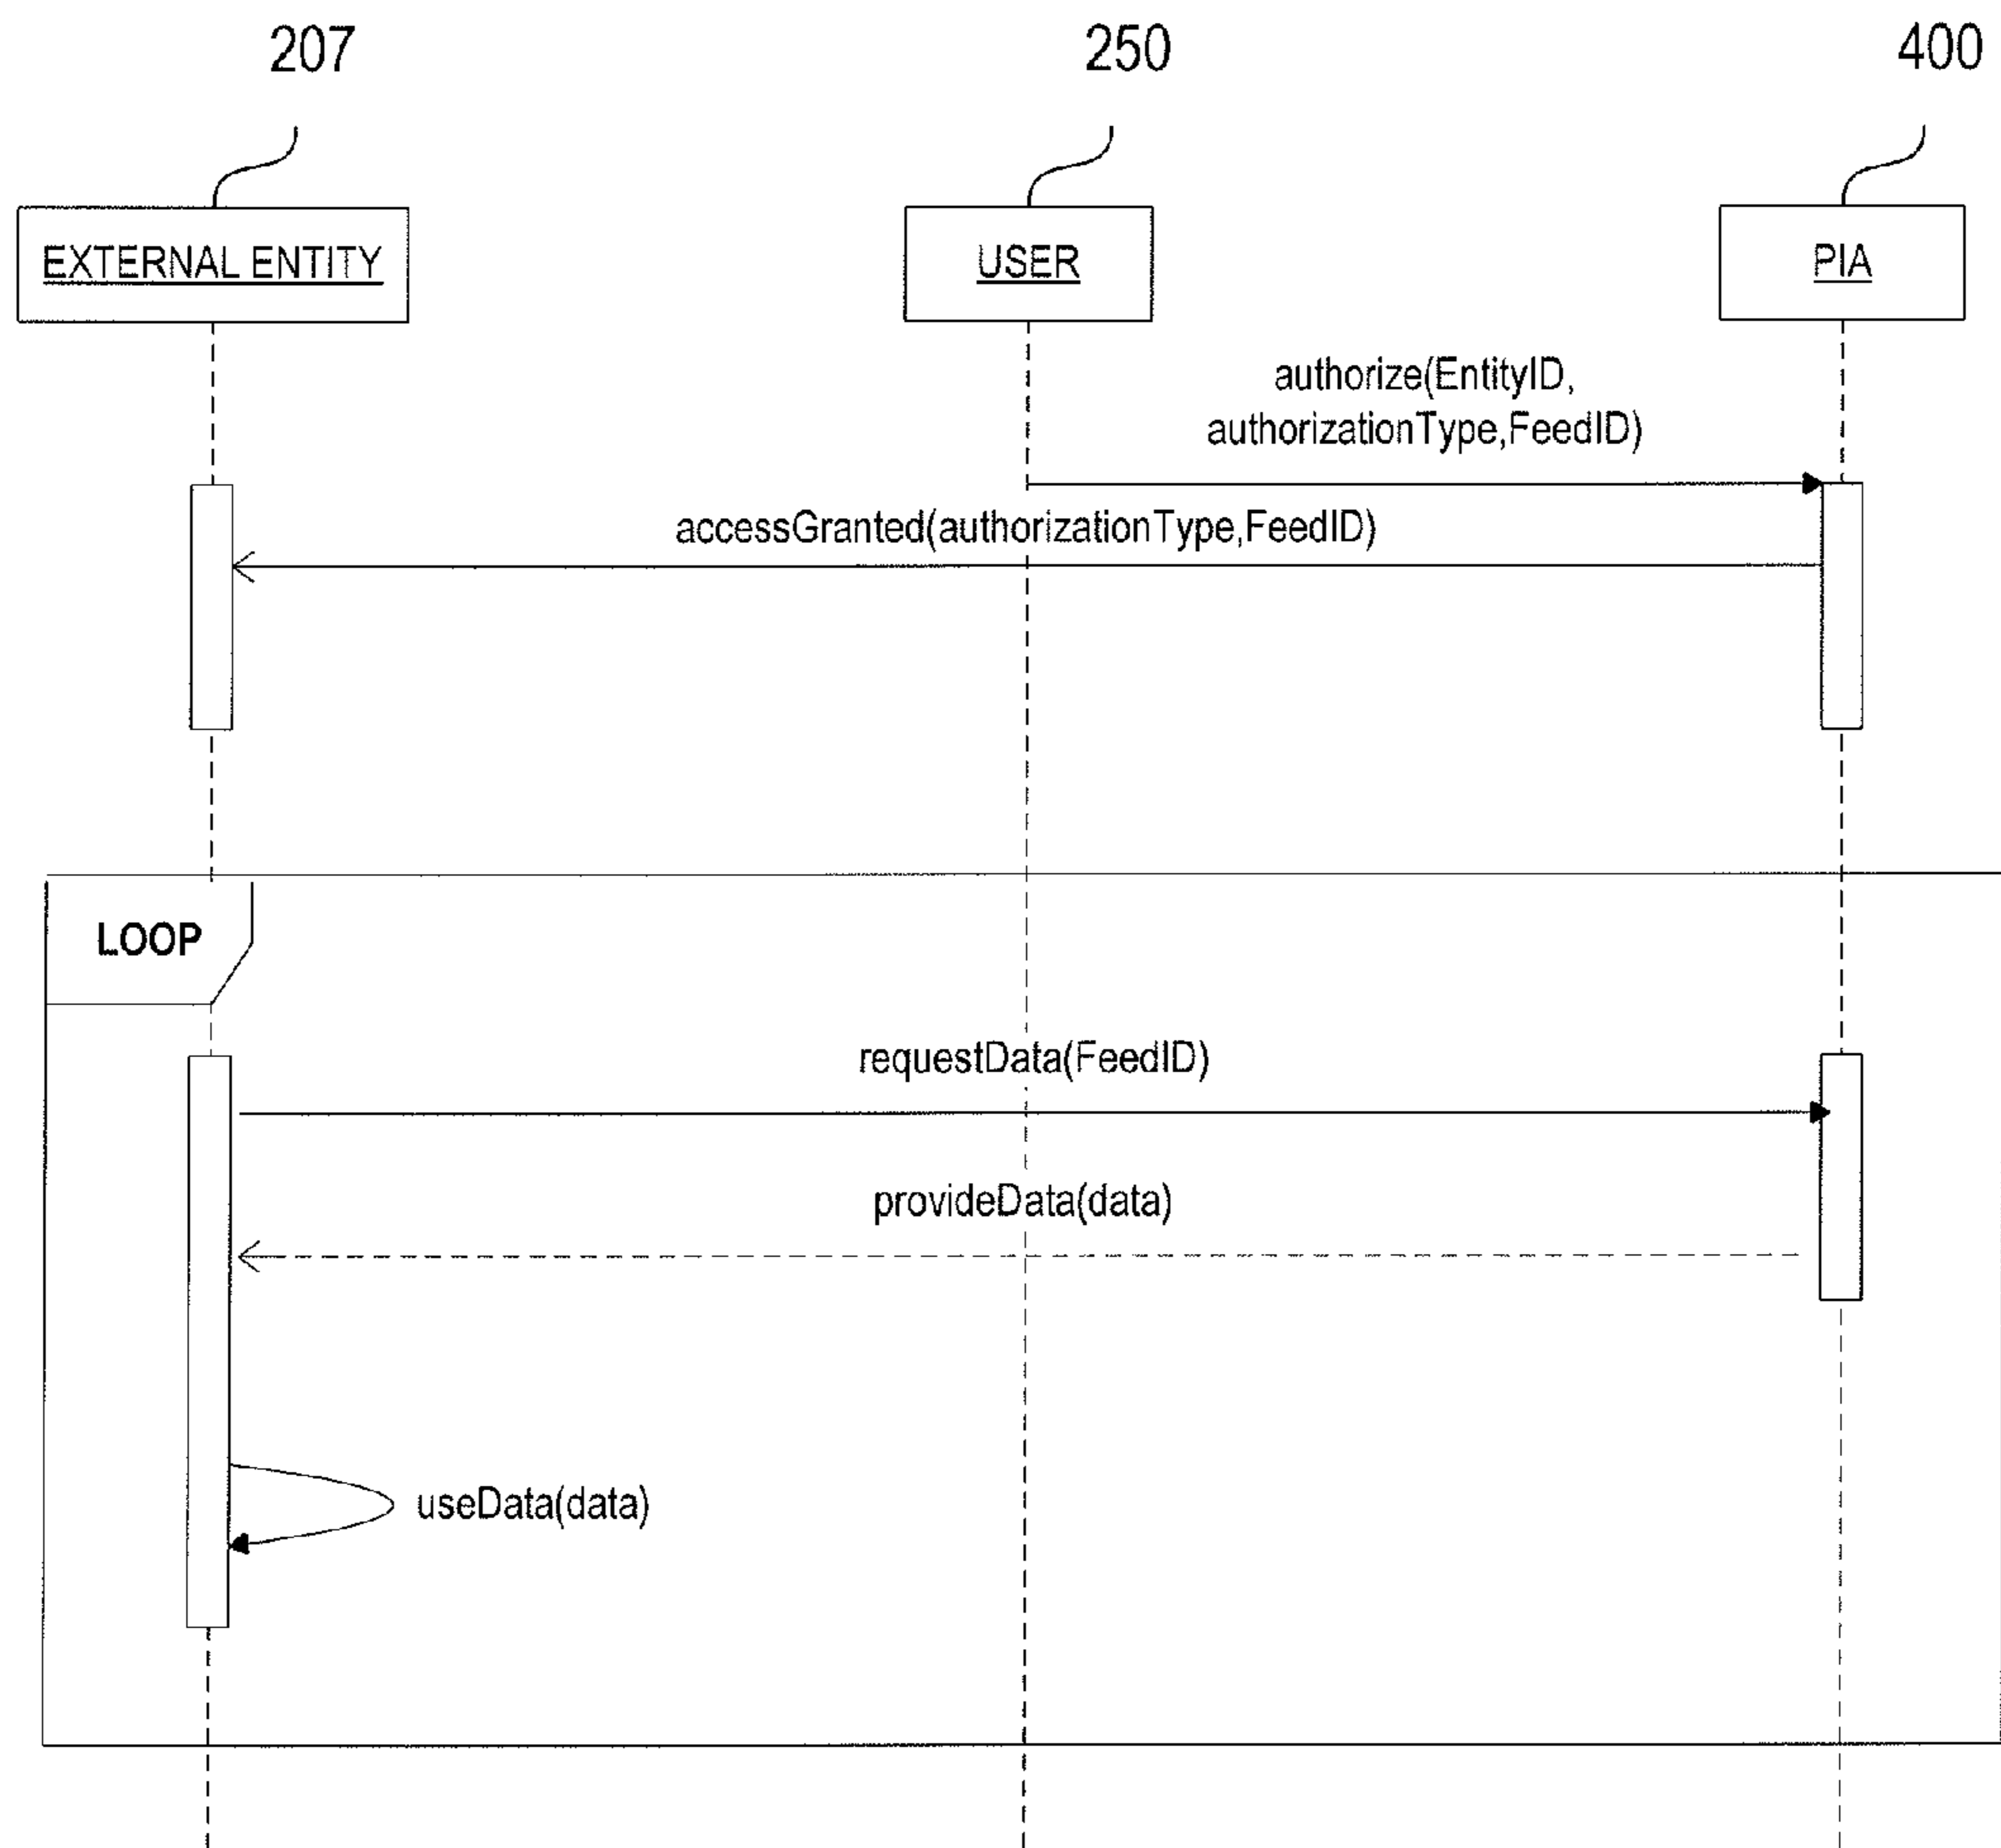 207
250
400
EXTERNAL ENTITY
USER
PIA
authorize(EntityID,
authorizationType,FeedID)
accessGranted(authorizationType,FeedID)
LOOP
requestData(FeedID)
provideData(data)
useData(data)